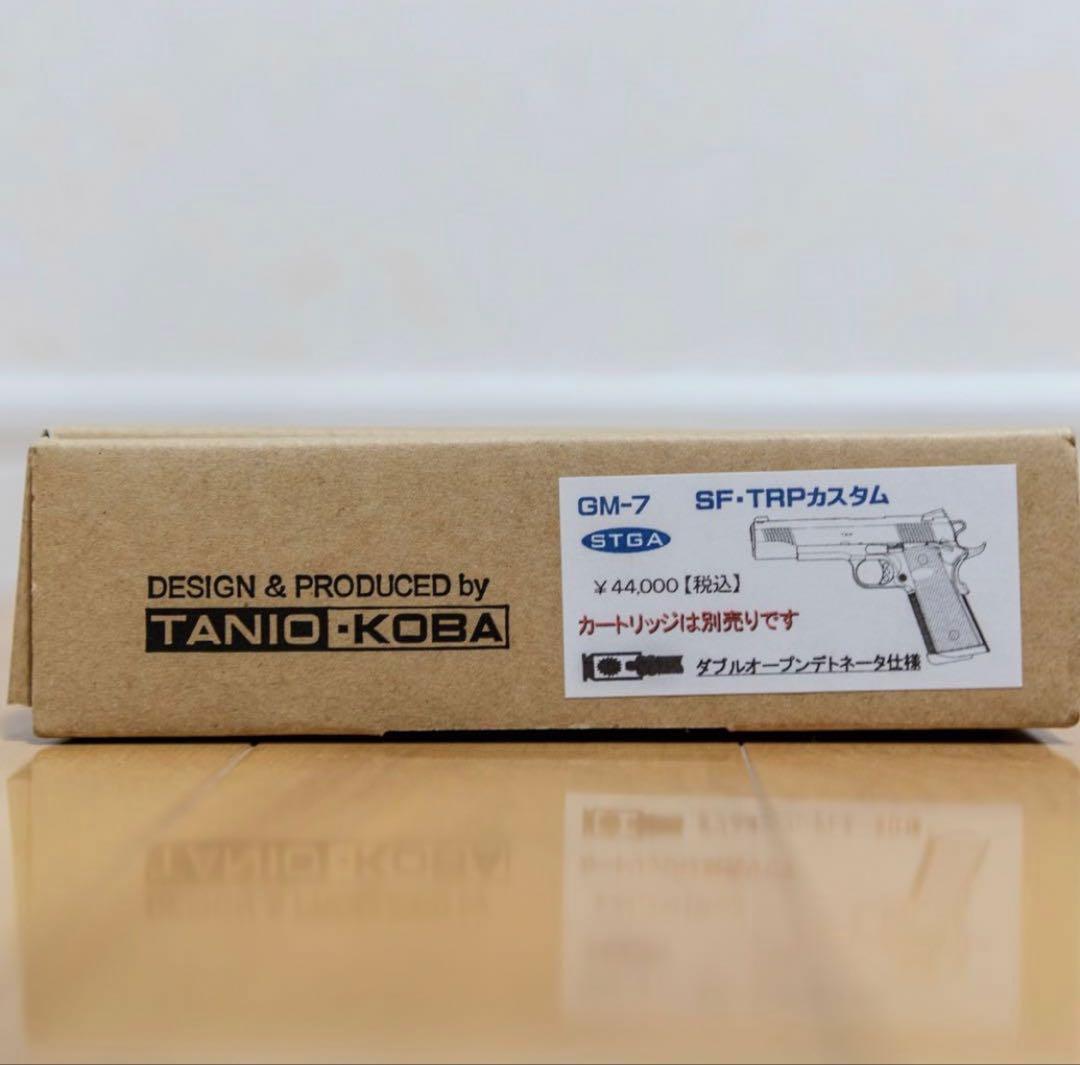 DESIGN & PRODUCED by
TANIO・KOBA
GM-7 SF・TRPカスタム
STGA
￥44,000【税込】
カートリッジは別売りです
ダブルオープンデトネータ仕様